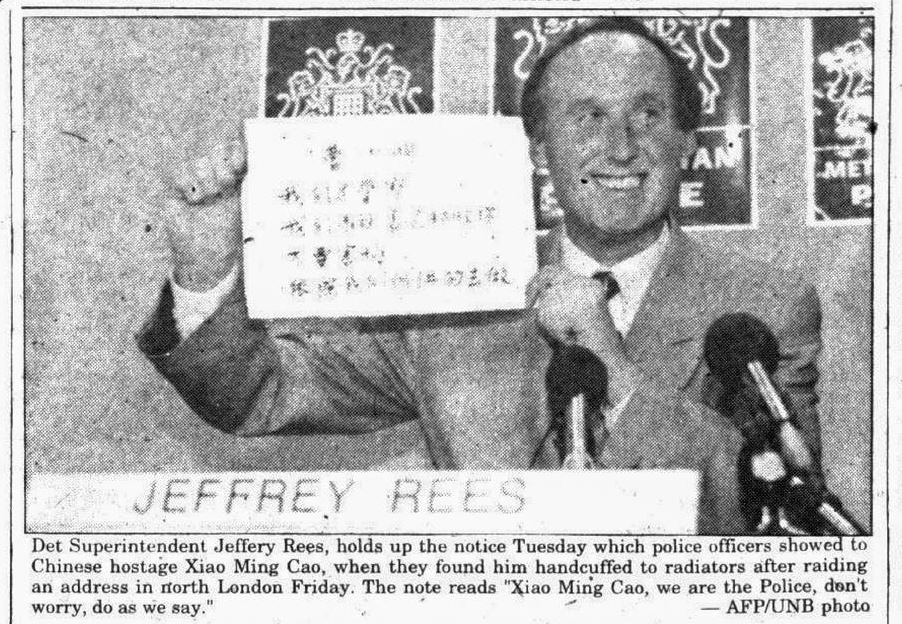 TAN
E
MET
P
JEFFREY REES
Det Superintendent Jeffery Rees, holds up the notice Tuesday which police officers showed to
Chinese hostage Xiao Ming Cao, when they found him handcuffed to radiators after raiding
an address in north London Friday. The note reads "Xiao Ming Cao, we are the Police, don't
worry, do as we say."
— AFP/UNB photo